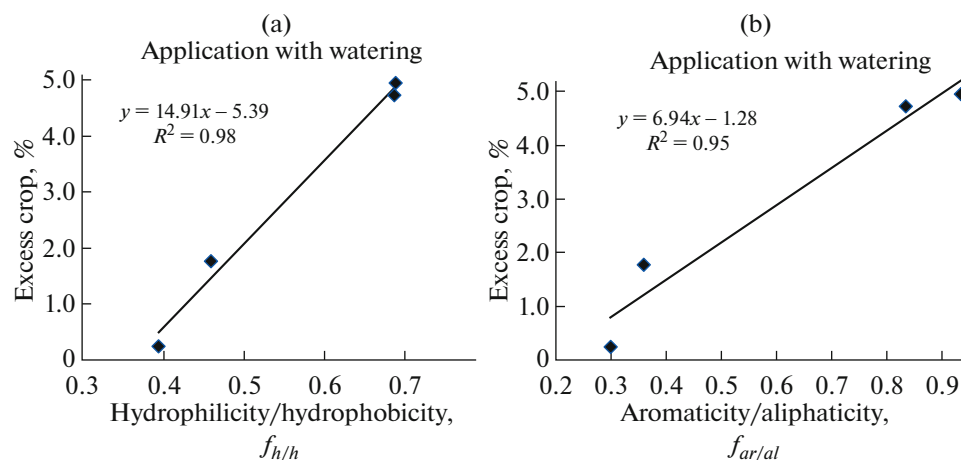 (a)
Application with watering
y = 14.91x – 5.39
R² = 0.98
Excess crop, %
5.0
4.0
3.0
2.0
1.0
0
0.3 0.4 0.5 0.6 0.7
Hydrophilicity/hydrophobicity,
f h/h
(b)
Application with watering
y = 6.94x – 1.28
R² = 0.95
Excess crop, %
5.0
4.0
3.0
2.0
1.0
0
0.2 0.3 0.4 0.5 0.6 0.7 0.8 0.9
Aromaticity/aliphaticity,
f ar/al